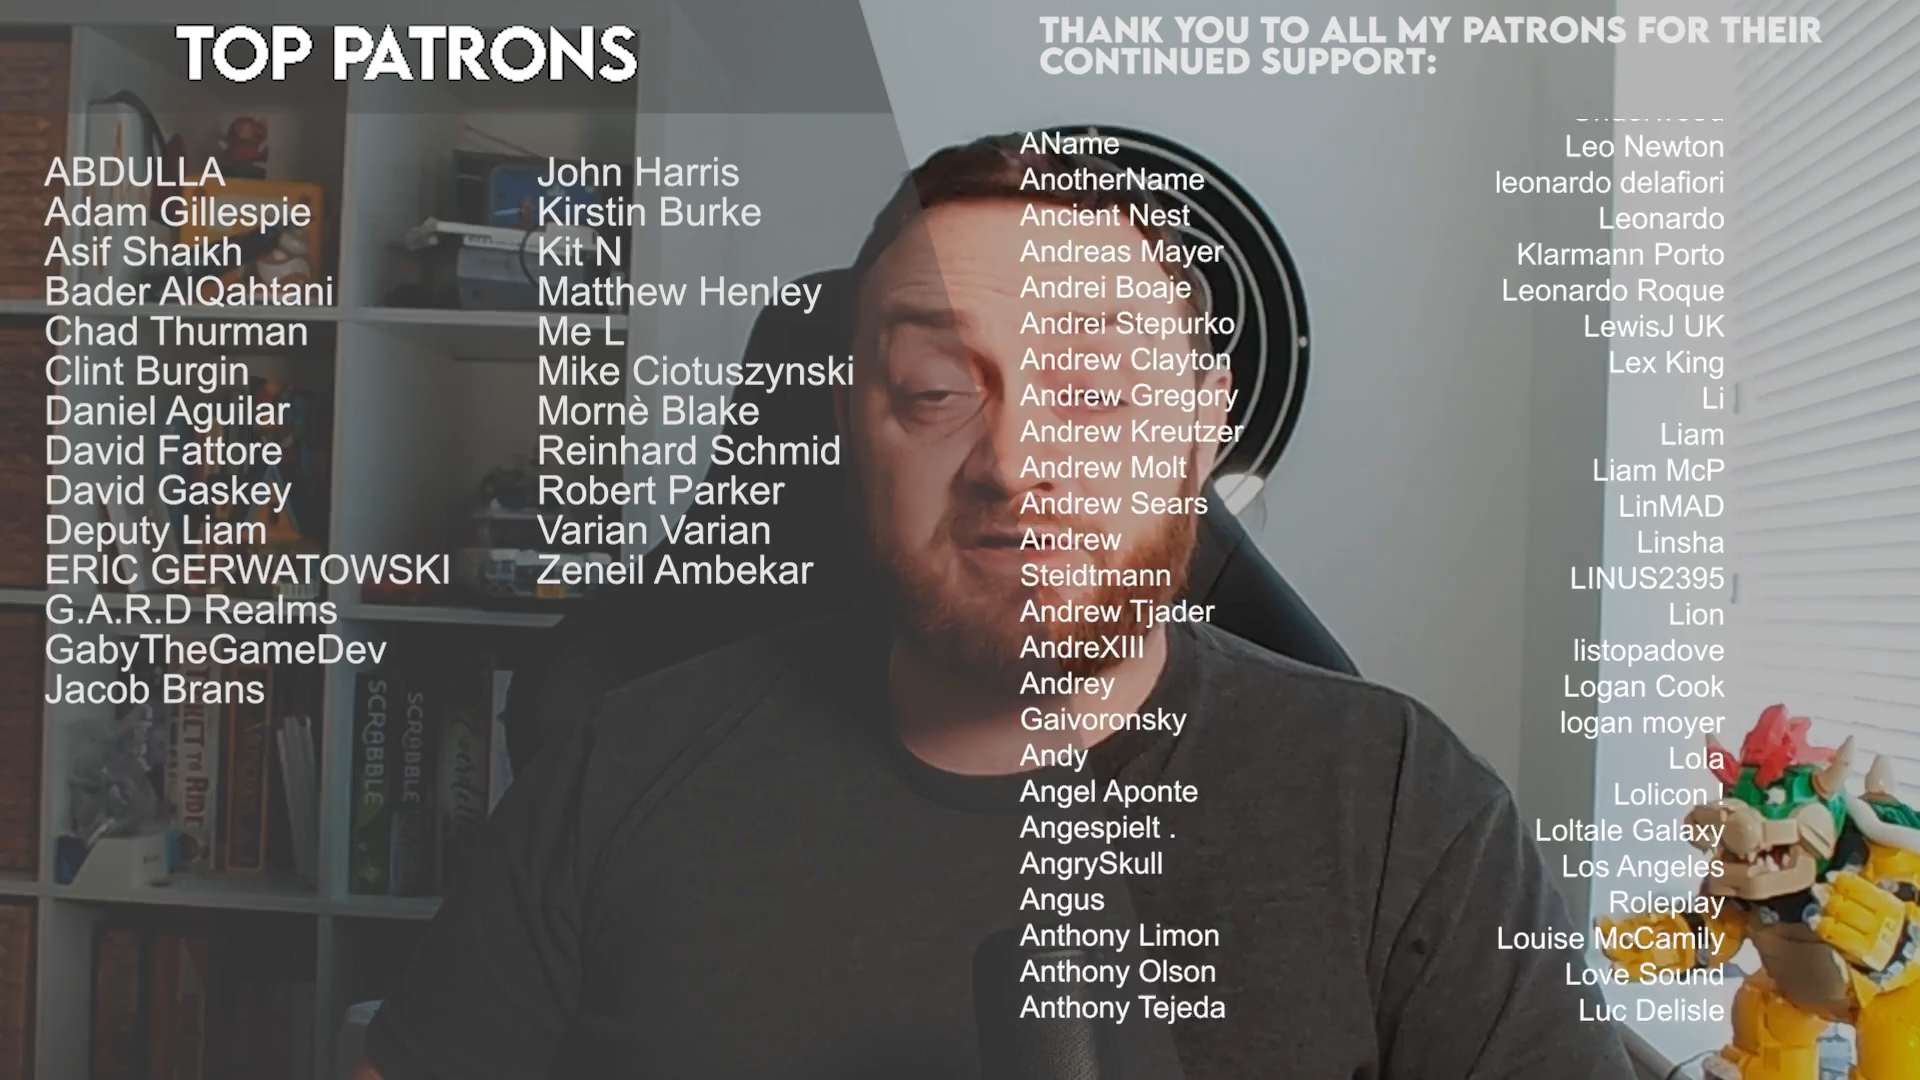 TOP PATRONS
ABDULLA
Adam Gillespie
Asif Shaikh
Bader AlQahtani
Chad Thurman
Clint Burgin
Daniel Aguilar
David Fattore
David Gaskey
Deputy Liam
ERIC GERWATOWSKI
G.A.R.D Realms
GabyTheGameDev
Jacob Brans
John Harris
Kirstin Burke
Kit N
Matthew Henley
Me L
Mike Ciotuszynski
Mornè Blake
Reinhard Schmid
Robert Parker
Varian Varian
Zeneil Ambekar
THANK YOU TO ALL MY PATRONS FOR THEIR
CONTINUED SUPPORT:
AName
AnotherName
Ancient Nest
Andreas Mayer
Andrei Boaje
Andrei Stepurko
Andrew Clayton
Andrew Gregory
Andrew Kreutzer
Andrew Molt
Andrew Sears
Andrew
Steidtmann
Andrew Tjader
AndreXIII
Andrey
Gaivoronsky
Andy
Angel Aponte
Angespielt .
AngrySkull
Angus
Anthony Limon
Anthony Olson
Anthony Tejeda
Leo Newton
leonardo delafiori
Leonardo
Klarmann Porto
Leonardo Roque
LewisJ UK
Lex King
Li
Liam
Liam McP
LinMAD
Linsha
LINUS2395
Lion
listopadove
Logan Cook
logan moyer
Lola
Lolicon !
Loltale Galaxy
Los Angeles
Roleplay
Louise McCamily
Love Sound
Luc Delisle
SCRABBLE
SCRABBLE